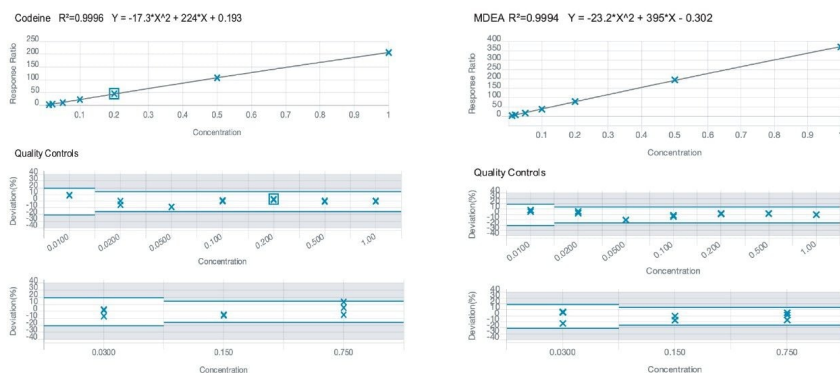 Codeine R²=0.9996 Y = -17.3*X^2 + 224*X + 0.193
Response Ratio
250
200
150
100
50
0
0.1 0.2 0.3 0.4 0.5 0.6 0.7 0.8 0.9 1
Concentration
Quality Controls
Deviation(%)
40
30
20
10
0
-10
-20
-30
-40
0.0100 0.0200 0.0500 0.100 0.200 0.500 1.00
Concentration
Deviation(%)
40
30
20
10
0
-10
-20
-30
-40
0.0300 0.150 0.750
Concentration
MDEA R²=0.9994 Y = -23.2*X^2 + 395*X - 0.302
Response Ratio
400
350
300
250
200
150
100
50
0
0.1 0.2 0.3 0.4 0.5 0.6 0.7 0.8 0.9 1
Concentration
Quality Controls
Deviation(%)
40
30
20
10
0
-10
-20
-30
-40
0.0100 0.0200 0.0500 0.100 0.200 0.500 1.00
Concentration
Deviation(%)
40
30
20
10
0
-10
-20
-30
-40
0.0300 0.150 0.750
Concentration